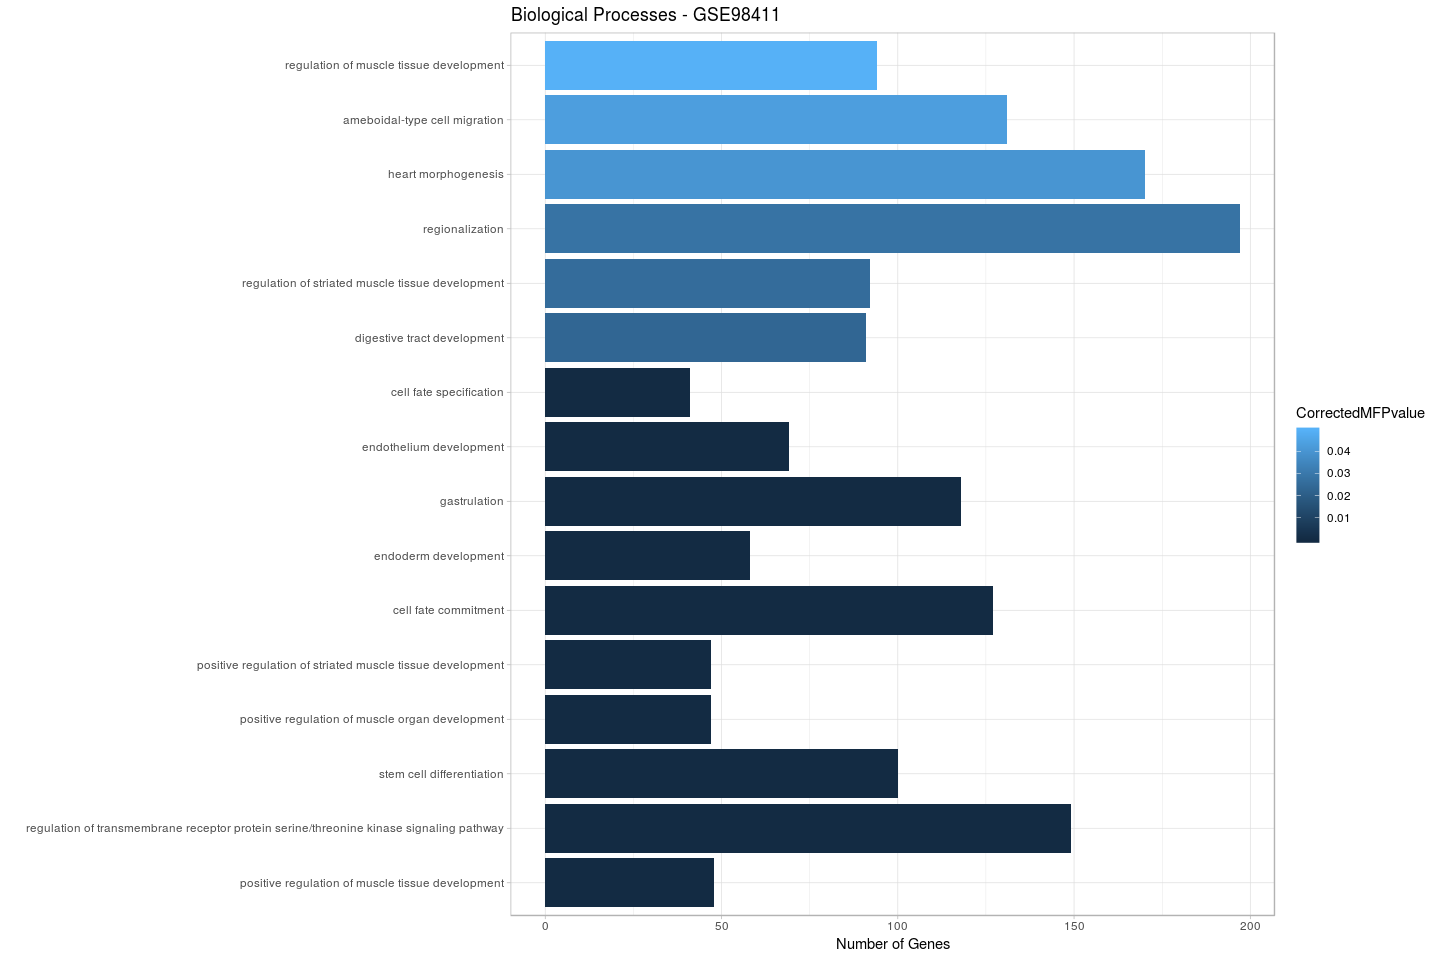 Biological Processes - GSE98411
regulation of muscle tissue development
ameboidal-type cell migration
heart morphogenesis
regionalization
regulation of striated muscle tissue development
digestive tract development
cell fate specification
endothelium development
gastrulation
endoderm development
cell fate commitment
positive regulation of striated muscle tissue development
positive regulation of muscle organ development
stem cell differentiation
regulation of transmembrane receptor protein serine/threonine kinase signaling pathway
positive regulation of muscle tissue development
0 50 100 150 200
Number of Genes
CorrectedMFPvalue
0.04
0.03
0.02
0.01